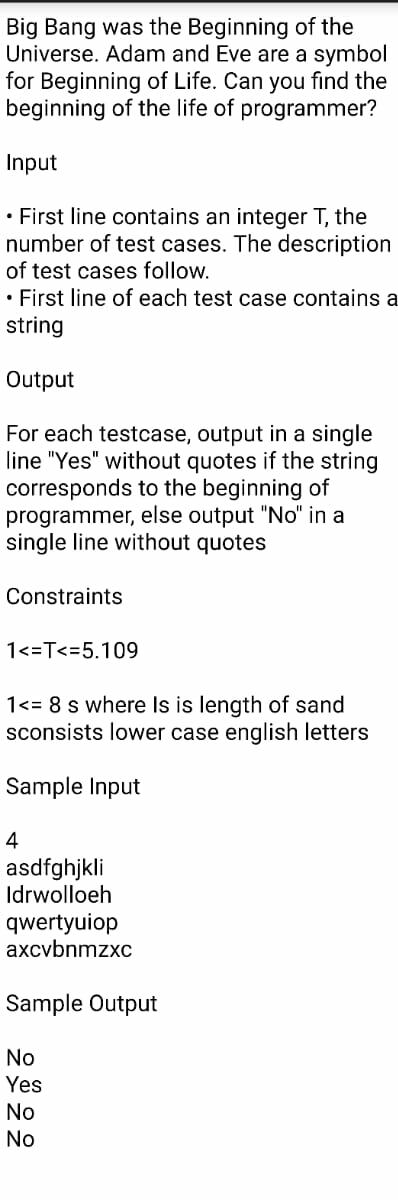 Big Bang was the Beginning of the
Universe. Adam and Eve are a symbol
for Beginning of Life. Can you find the
beginning of the life of programmer?
Input
• First line contains an integer T, the
number of test cases. The description
of test cases follow.
• First line of each test case contains a
string
Output
For each testcase, output in a single
line "Yes" without quotes if the string
corresponds to the beginning of
programmer, else output "No" in a
single line without quotes
Constraints
1<=T<=5.109
1<= 8 s where Is is length of sand
sconsists lower case english letters
Sample Input
4
asdfghjkli
ldrwolloeh
qwertyuiop
axcvbnmzxc
Sample Output
No
Yes
No
No